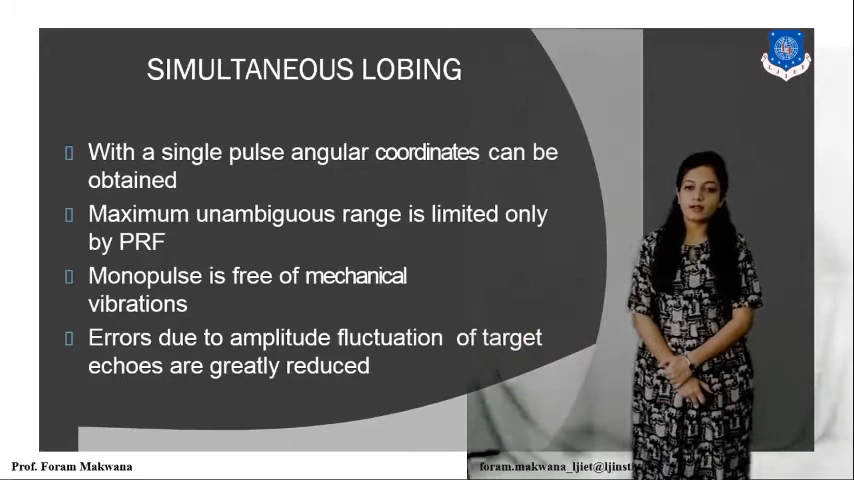 SIMULTANEOUS LOBING
With a single pulse angular coordinates can be
obtained
Maximum unambiguous range is limited only
by PRF
Monopulse is free of mechanical
vibrations
Errors due to amplitude fluctuation of target
echoes are greatly reduced
Prof. Foram Makwana